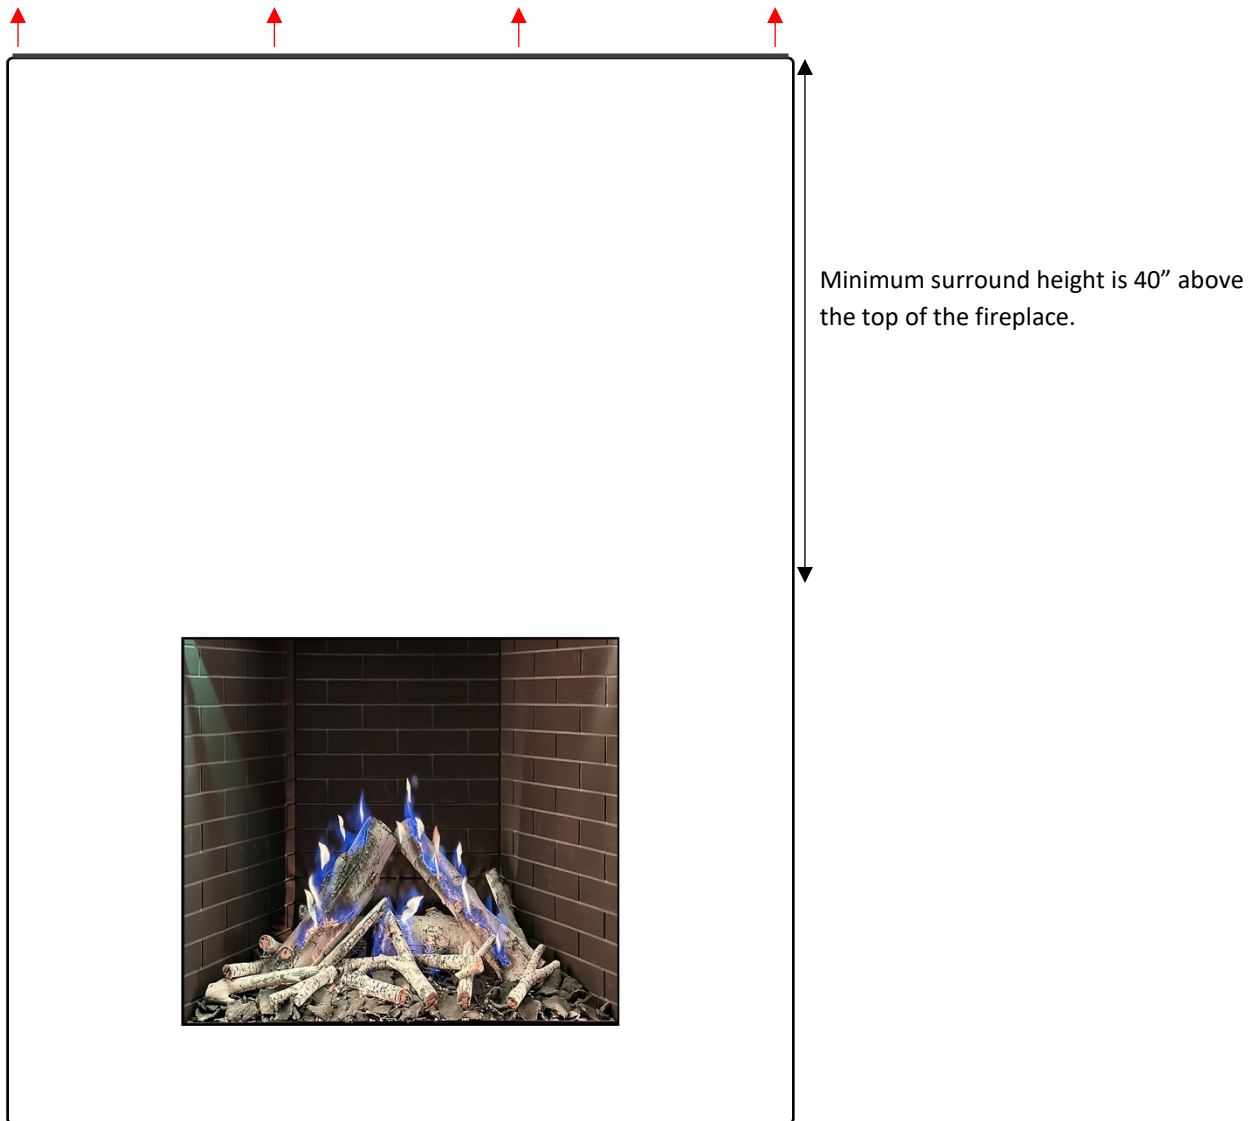 Minimum surround height is 40” above
the top of the fireplace.